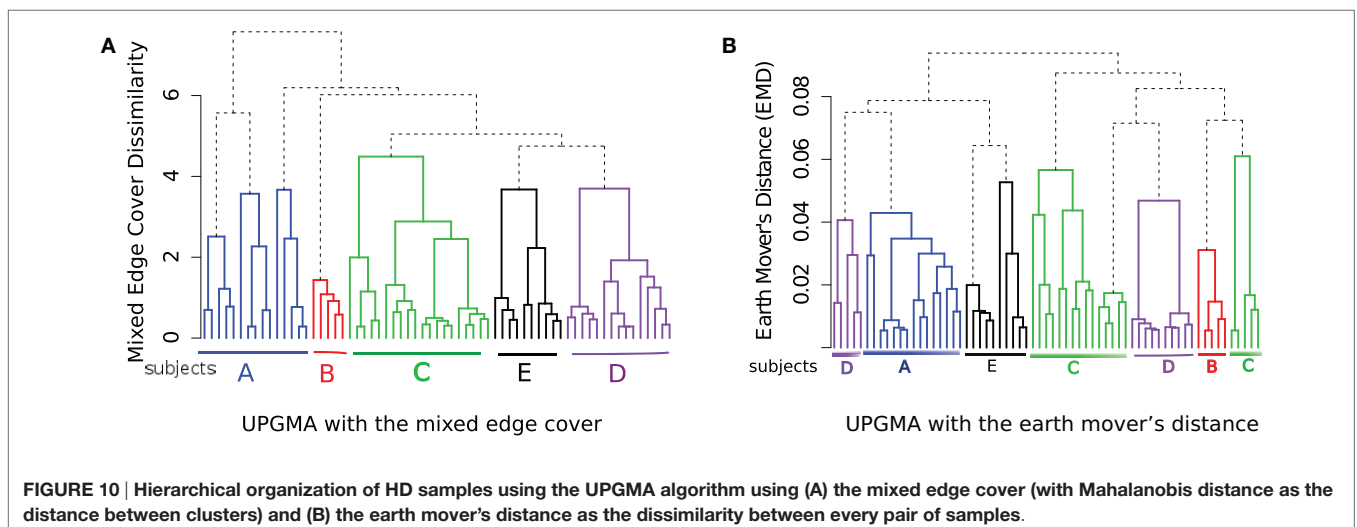 A
Mixed Edge Cover Dissimilarity
6
4
2
0
subjects
A
B
C
E
D
UPGMA with the mixed edge cover
B
Earth Mover's Distance (EMD)
0.08
0.06
0.04
0.02
subjects
D
A
E
C
D
B
C
UPGMA with the earth mover's distance
FIGURE 10 | Hierarchical organization of HD samples using the UPGMA algorithm using (A) the mixed edge cover (with Mahalanobis distance as the
distance between clusters) and (B) the earth mover's distance as the dissimilarity between every pair of samples.